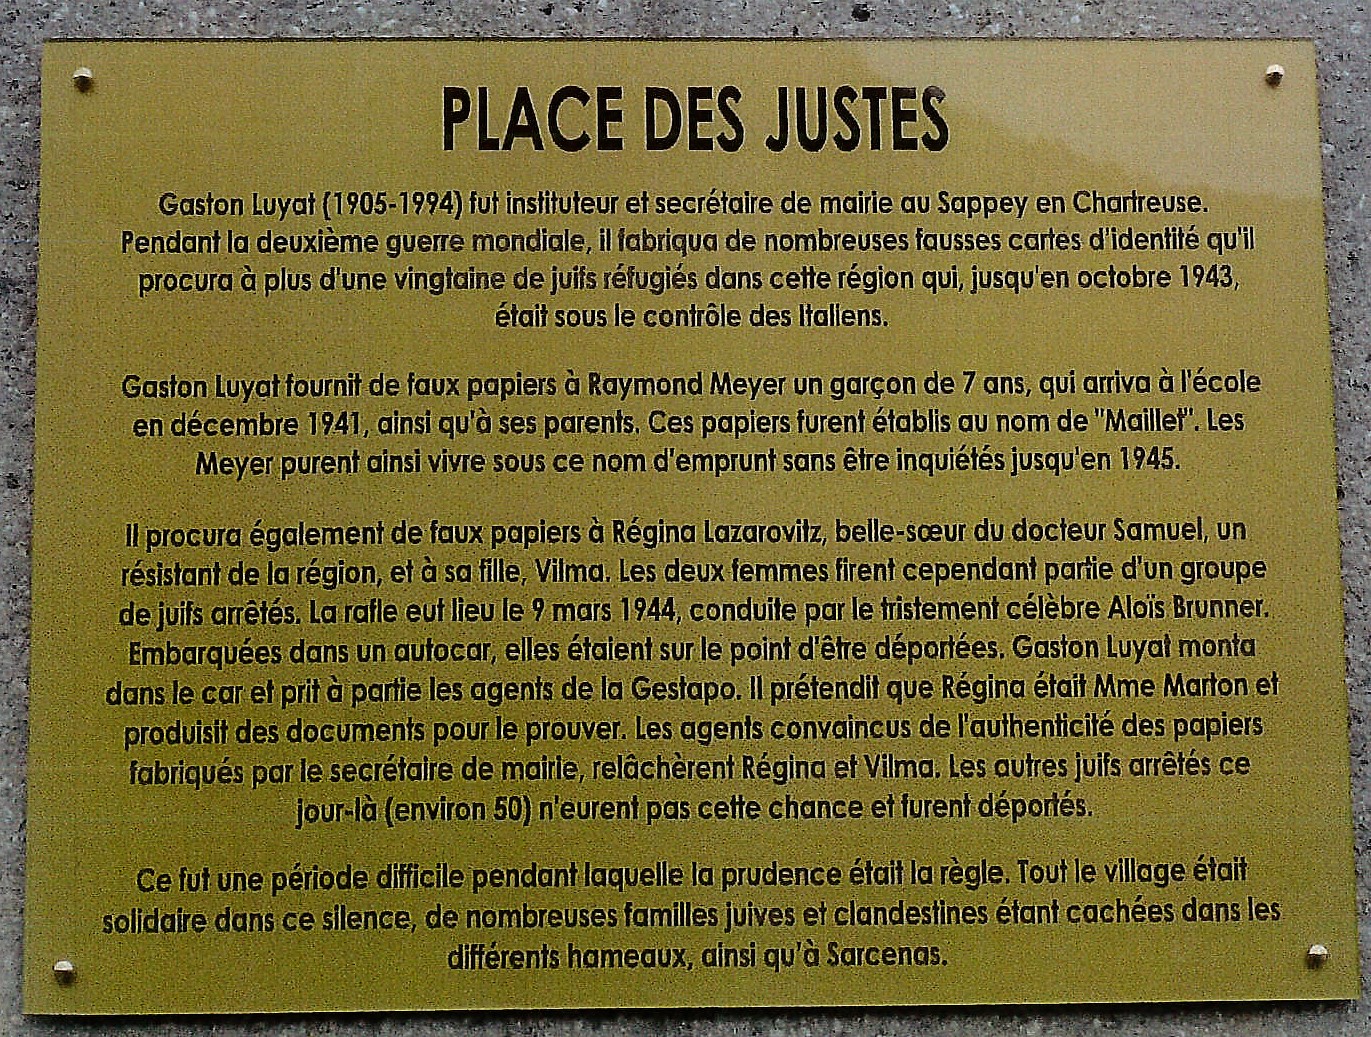 PLACE DES JUSTES
Gaston Luyat (1905-1994) fut instituteur et secrétaire de mairie au Sappey en Chartreuse.
Pendant la deuxième guerre mondiale, il fabriqua de nombreuses fausses cartes d'identité qu'il
procura à plus d'une vingtaine de juifs réfugiés dans cette région qui, jusqu'en octobre 1943,
était sous le contrôle des Italiens.
Gaston Luyat fournit de faux papiers à Raymond Meyer un garçon de 7 ans, qui arriva à l'école
en décembre 1941, ainsi qu'à ses parents. Ces papiers furent établis au nom de "Maillet". Les
Meyer purent ainsi vivre sous ce nom d'emprunt sans être inquiétés jusqu'en 1945.
Il procura également de faux papiers à Régina Lazarovitz, belle-sœur du docteur Samuel, un
résistant de la région, et à sa fille, Vilma. Les deux femmes firent cependant partie d'un groupe
de juifs arrêtés. La rafle eut lieu le 9 mars 1944, conduite par le tristement célèbre Aloïs Brunner.
Embarquées dans un autocar, elles étaient sur le point d'être déportées. Gaston Luyat monta
dans le car et prit à partie les agents de la Gestapo. Il prétendit que Régina était Mme Marton et
produisit des documents pour le prouver. Les agents convaincus de l'authenticité des papiers
fabriqués par le secrétaire de mairie, relâchèrent Régina et Vilma. Les autres juifs arrêtés ce
jour-là (environ 50) n'eurent pas cette chance et furent déportés.
Ce fut une période difficile pendant laquelle la prudence était la règle. Tout le village était
solidaire dans ce silence, de nombreuses familles juives et clandestines étant cachées dans les
différents hameaux, ainsi qu'à Sarcenas.